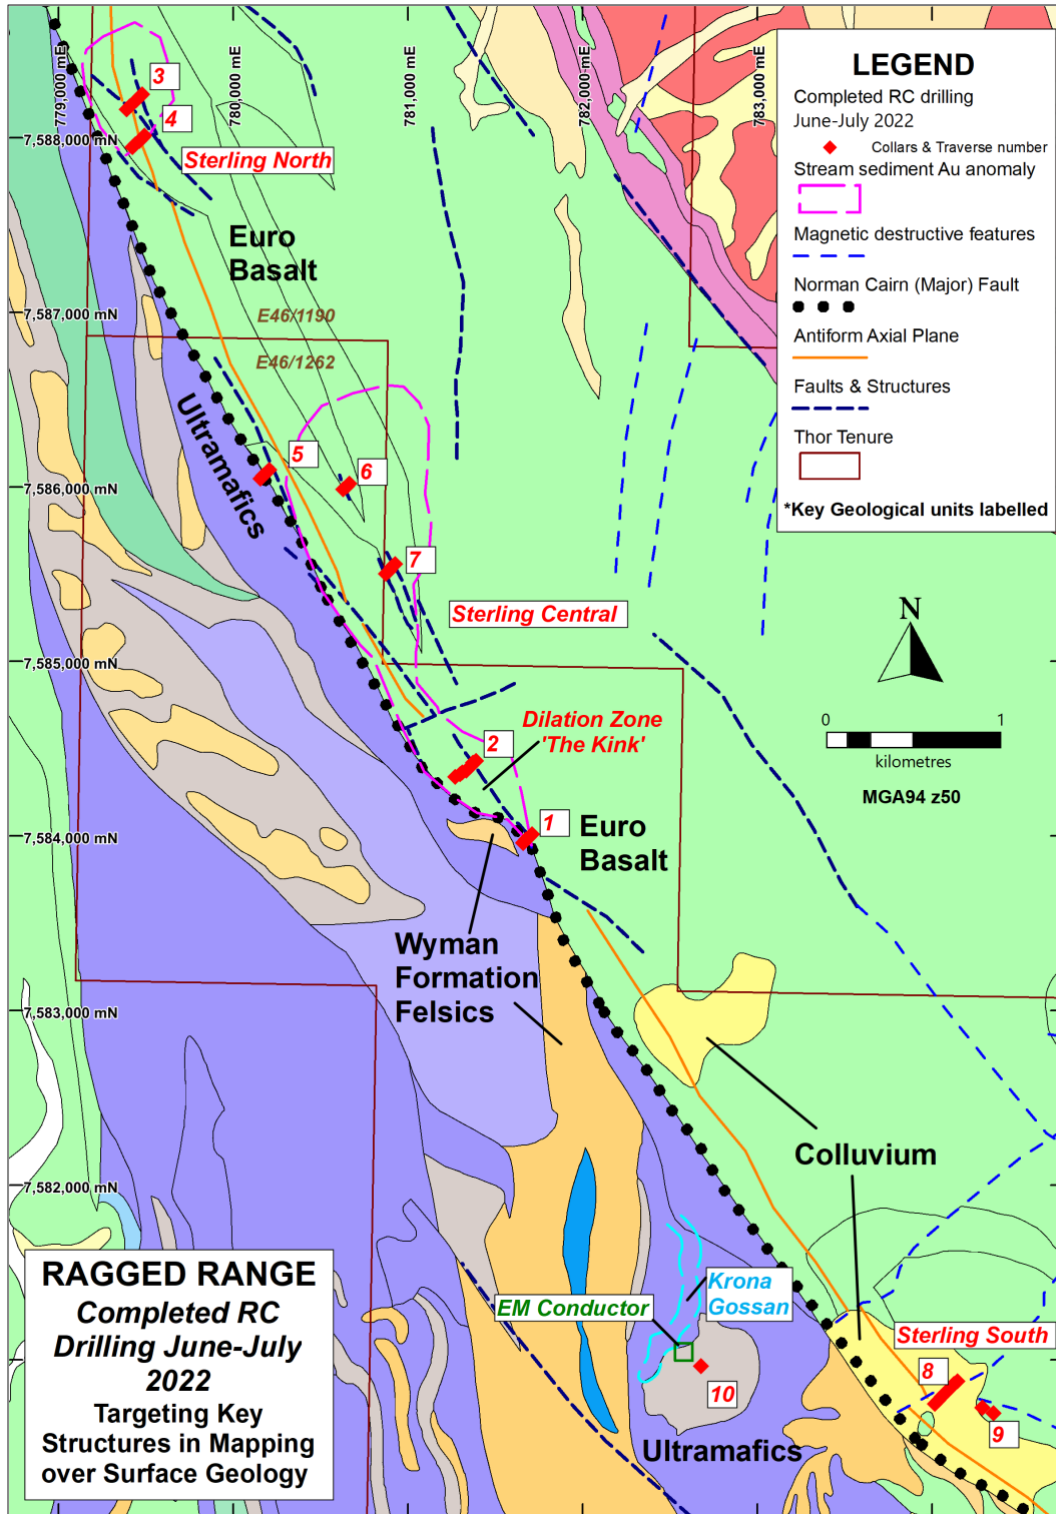 779,000 mE
780,000 mE
781,000 mE
782,000 mE
783,000 mE
LEGEND
Completed RC drilling
June-July 2022
Collars & Traverse number
Stream sediment Au anomaly
Magnetic destructive features
Norman Cairn (Major) Fault
Antiform Axial Plane
Faults & Structures
Thor Tenure
*Key Geological units labelled
3
4
7,588,000 mN
Sterling North
Euro
Basalt
7,587,000 mN
E46/1190
E46/1262
Ultramafics
5
6
7,586,000 mN
7
Sterling Central
N
7,585,000 mN
0 1
kilometres
MGA94 z50
Dilation Zone
'The Kink'
2
1
7,584,000 mN
Euro
Basalt
Wyman
Formation
Felsics
7,583,000 mN
Colluvium
7,582,000 mN
RAGGED RANGE
Completed RC
Drilling June-July
2022
Targeting Key
Structures in Mapping
over Surface Geology
EM Conductor
Krona
Gossan
Sterling South
8
9
10
Ultramafics